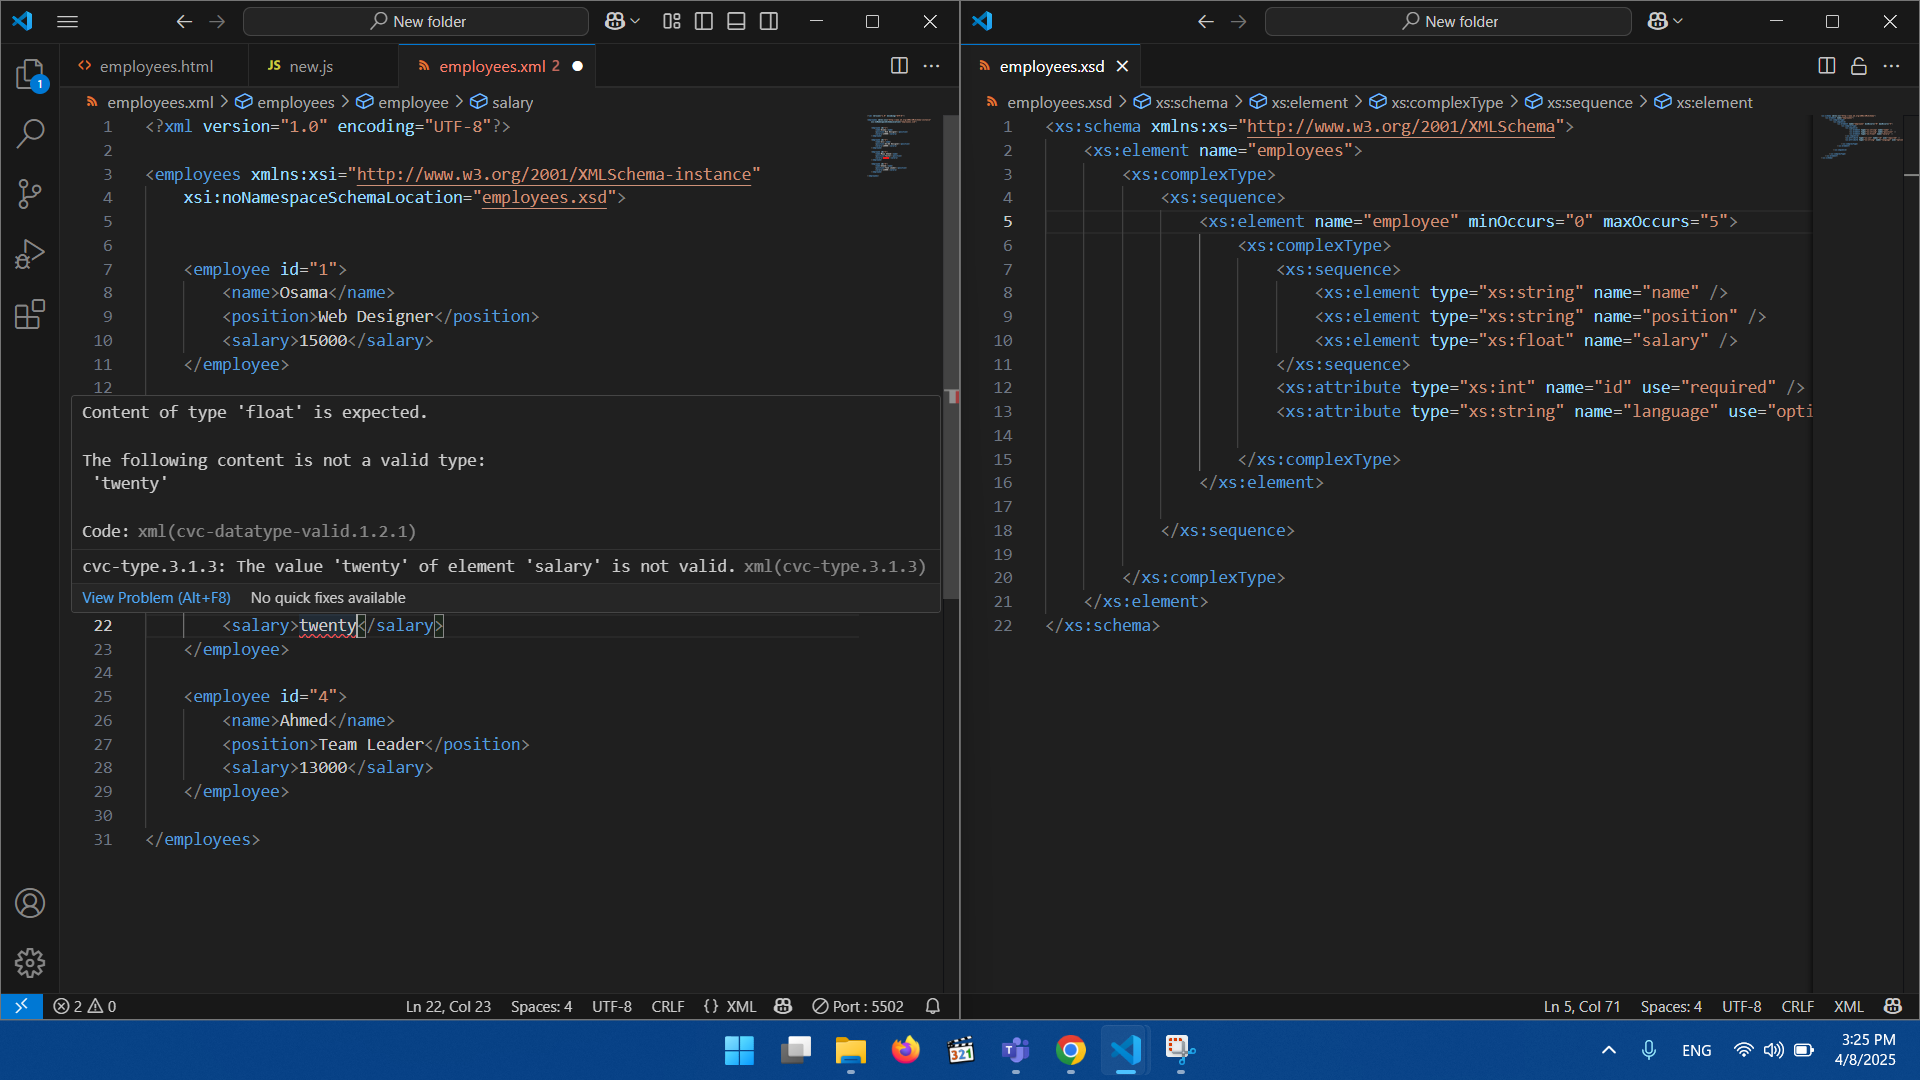 New folder
employees.html
JS new.js
employees.xml 2
employees.xml > employees > employee > salary
1 <?xml version="1.0" encoding="UTF-8"?>
2
3 <employees xmlns:xsi="http://www.w3.org/2001/XMLSchema-instance"
4 xsi:noNamespaceSchemaLocation="employees.xsd">
5
6
7 <employee id="1">
8 <name>Osama</name>
9 <position>Web Designer</position>
10 <salary>15000</salary>
11 </employee>
12
Content of type 'float' is expected.
The following content is not a valid type:
'twenty'
Code: xml(cvc-datatype-valid.1.2.1)
cvc-type.3.1.3: The value 'twenty' of element 'salary' is not valid. xml(cvc-type.3.1.3)
View Problem (Alt+F8) No quick fixes available
22 <salary>twenty</salary>
23 </employee>
24
25 <employee id="4">
26 <name>Ahmed</name>
27 <position>Team Leader</position>
28 <salary>13000</salary>
29 </employee>
30
31 </employees>
1
2 0
Ln 22, Col 23 Spaces: 4 UTF-8 CRLF {} XML Port : 5502
New folder
employees.xsd
employees.xsd > xs:schema > xs:element > xs:complexType > xs:sequence > xs:element
1 <xs:schema xmlns:xs="http://www.w3.org/2001/XMLSchema">
2 <xs:element name="employees">
3 <xs:complexType>
4 <xs:sequence>
5 <xs:element name="employee" minOccurs="0" maxOccurs="5">
6 <xs:complexType>
7 <xs:sequence>
8 <xs:element type="xs:string" name="name" />
9 <xs:element type="xs:string" name="position" />
10 <xs:element type="xs:float" name="salary" />
11 </xs:sequence>
12 <xs:attribute type="xs:int" name="id" use="required" />
13 <xs:attribute type="xs:string" name="language" use="opti
14
15 </xs:complexType>
16 </xs:element>
17
18 </xs:sequence>
19
20 </xs:complexType>
21 </xs:element>
22 </xs:schema>
Ln 5, Col 71 Spaces: 4 UTF-8 CRLF XML
321
ENG
3:25 PM
4/8/2025